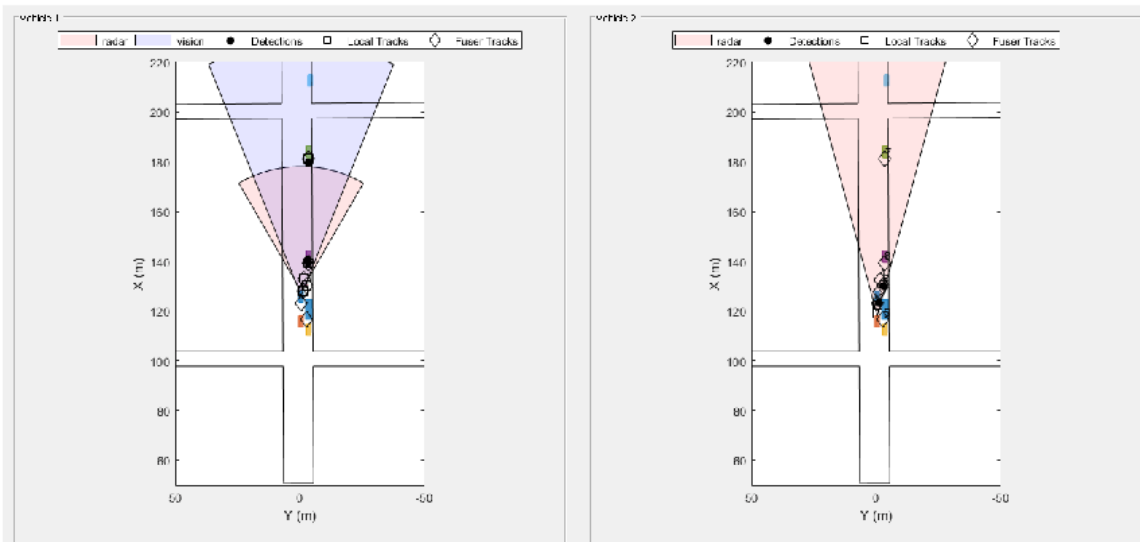 Vehicle 1
radar vision Detections Local Tracks Fuser Tracks
220
200
180
160
140
120
100
80
60
X (m)
50 0 -50
Y (m)
Vehicle 2
radar Detections Local Tracks Fuser Tracks
220
200
180
160
140
120
100
80
60
X (m)
50 0 -50
Y (m)